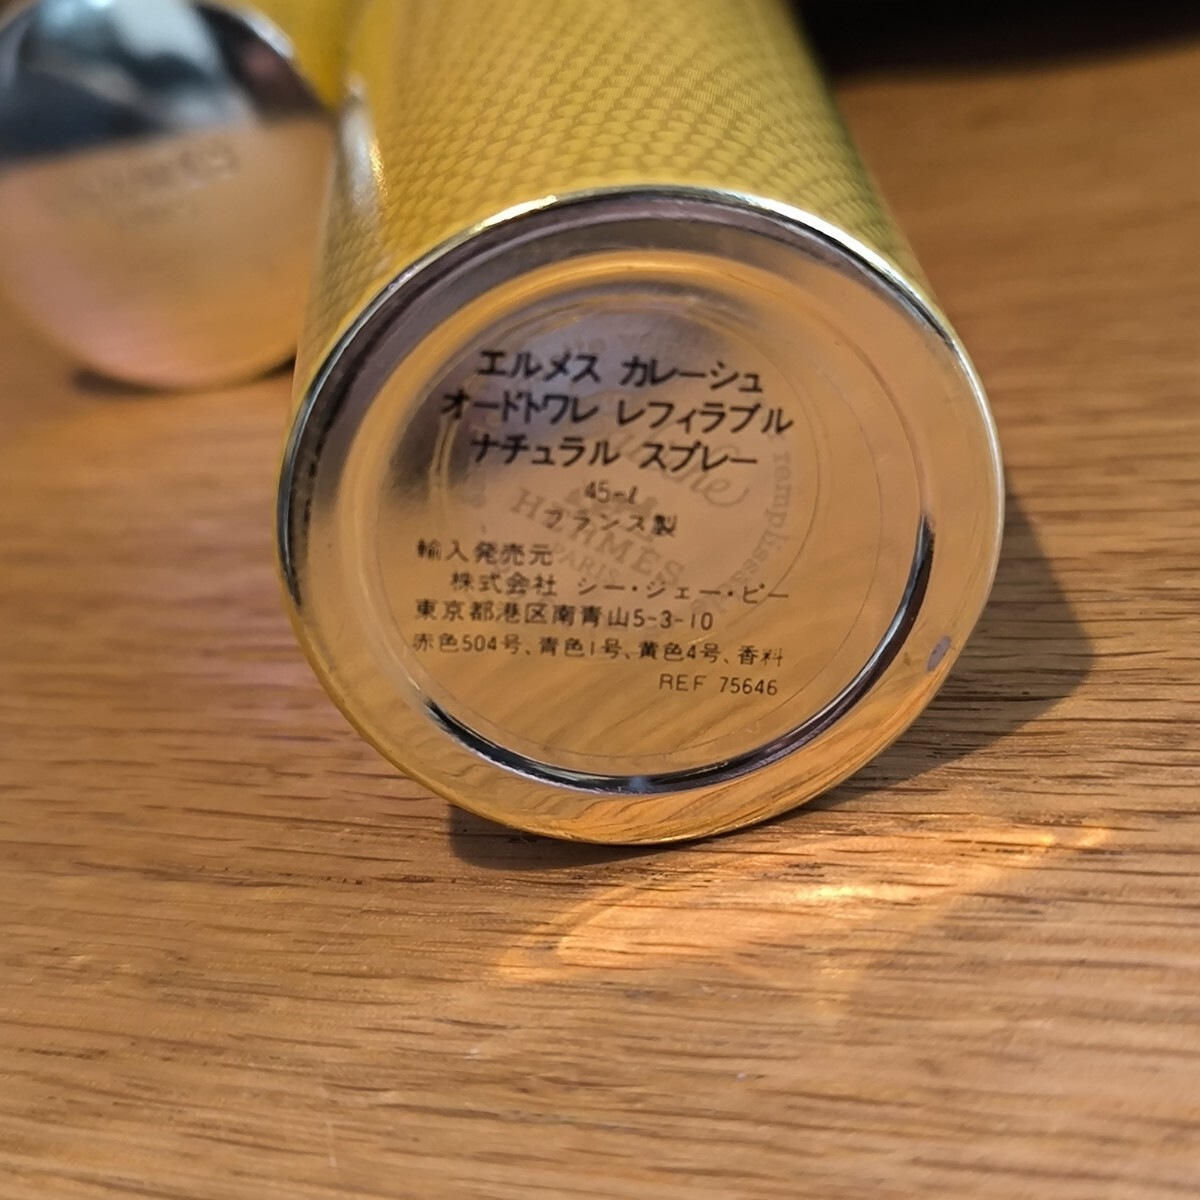 エルメス カレーシュ
オードトワレ レフィラブル
ナチュラル スプレー
45ml
フランス製
輸入発売元
株式会社 シー・ジェー・ピー
東京都港区南青山5-3-10
赤色504号、青色1号、黄色4号、香料
REF 75646
HERMÈS
PARIS